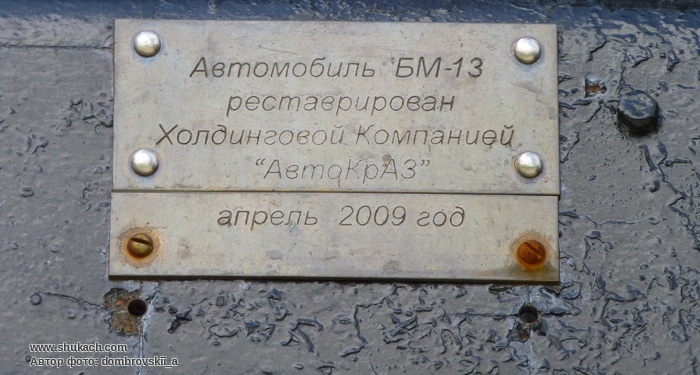 Автомобиль БМ-13
реставрирован
Холдинговой Компанией
“АвтоКрАЗ”
апрель 2009 год
www.shukach.com
Автор фото: dombrovskii_a